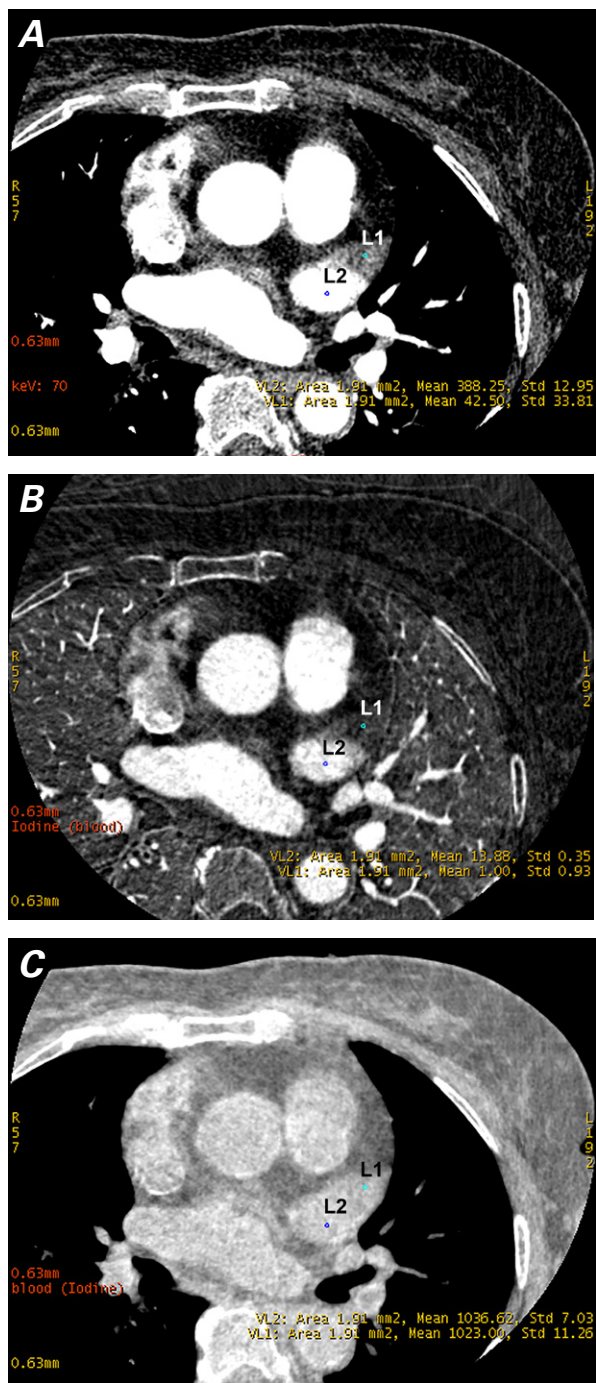 A
R
5
7
L
1
9
2
L1
L2
0.63mm
keV: 70
VL2: Area 1.91 mm2, Mean 388.25, Std 12.95
VL1: Area 1.91 mm2, Mean 42.50, Std 33.81
0.63mm
B
R
5
7
L
1
9
2
L1
L2
0.63mm
Iodine (blood)
VL2: Area 1.91 mm2, Mean 13.88, Std 0.35
VL1: Area 1.91 mm2, Mean 1.00, Std 0.93
0.63mm
C
R
5
7
L
1
9
2
L1
L2
0.63mm
blood (Iodine)
VL2: Area 1.91 mm2, Mean 1036.62, Std 7.03
VL1: Area 1.91 mm2, Mean 1023.00, Std 11.26
0.63mm